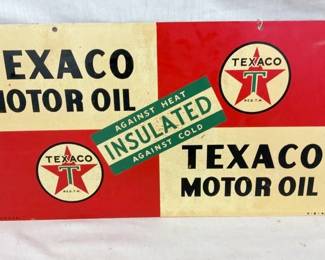 TEXACO
MOTOR OIL
TEXACO
T
AGAINST HEAT
INSULATED
AGAINST COLD
TEXACO
T
TEXACO
MOTOR OIL